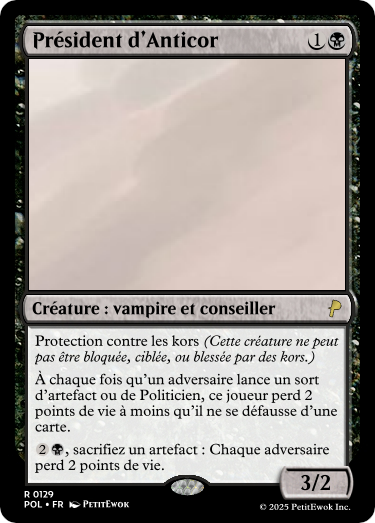 Président d'Anticor
1
Créature : vampire et conseiller
Protection contre les kors (Cette créature ne peut
pas être bloquée, ciblée, ou blessée par des kors.)
À chaque fois qu'un adversaire lance un sort
d'artefact ou de Politicien, ce joueur perd 2
points de vie à moins qu'il ne se défausse d'une
carte.
2 , sacrifiez un artefact : Chaque adversaire
perd 2 points de vie.
3/2
R 0129
POL • FR PetitEwok
© 2025 PetitEwok Inc.